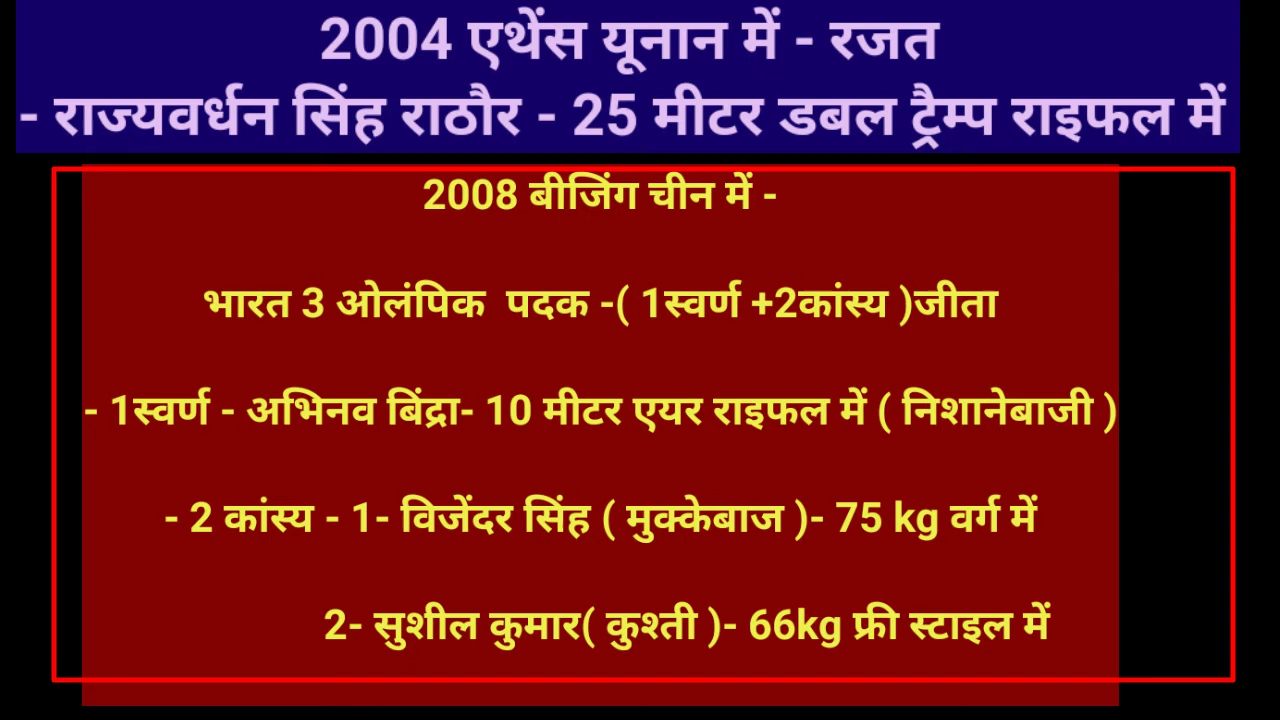 2004 एथेंस यूनान में - रजत
- राज्यवर्धन सिंह राठौर - 25 मीटर डबल ट्रैम्प राइफल में
2008 बीजिंग चीन में -
भारत 3 ओलंपिक पदक -( 1स्वर्ण +2कांस्य )जीता
- 1स्वर्ण - अभिनव बिंद्रा- 10 मीटर एयर राइफल में ( निशानेबाजी )
- 2 कांस्य - 1- विजेंदर सिंह ( मुक्केबाज )- 75 kg वर्ग में
2- सुशील कुमार( कुश्ती )- 66kg फ्री स्टाइल में